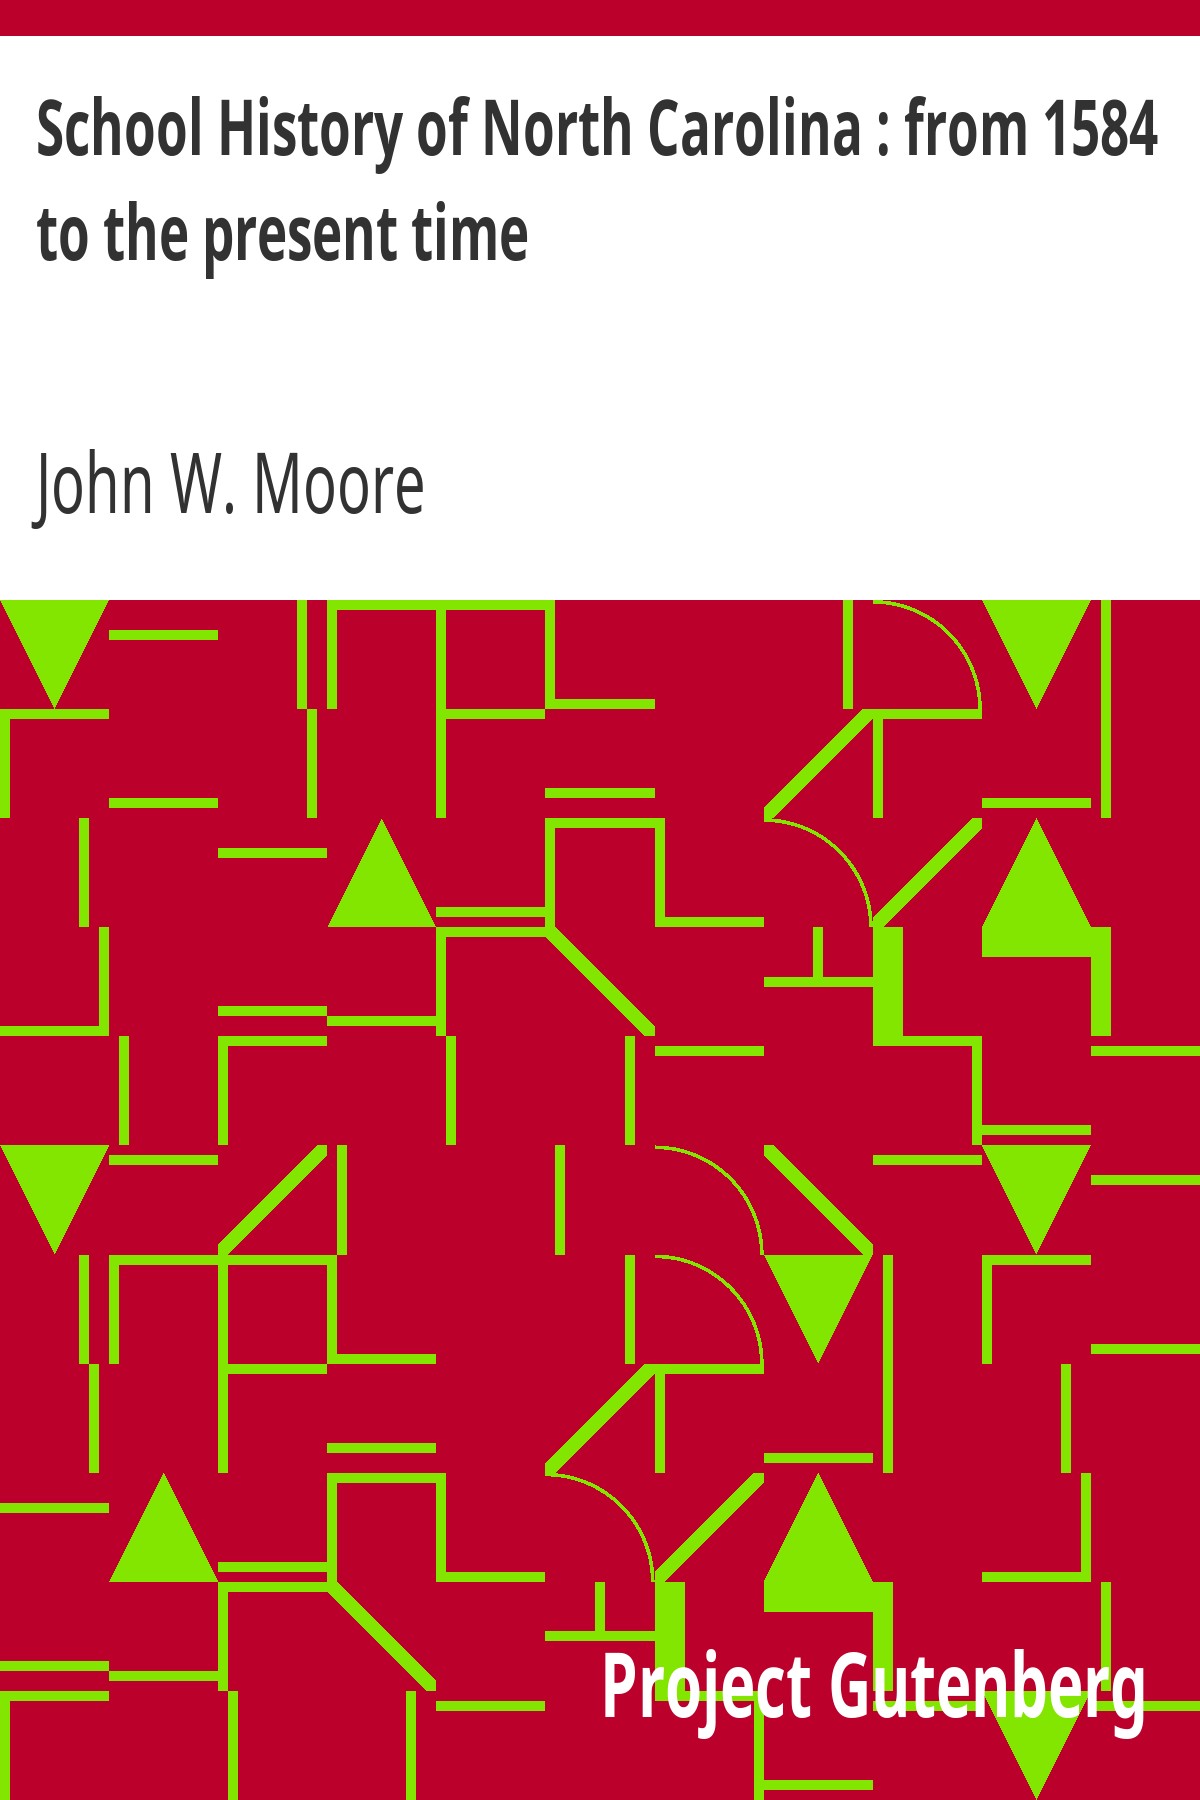 School History of North Carolina : from 1584
to the present time
John W. Moore
Project Gutenberg